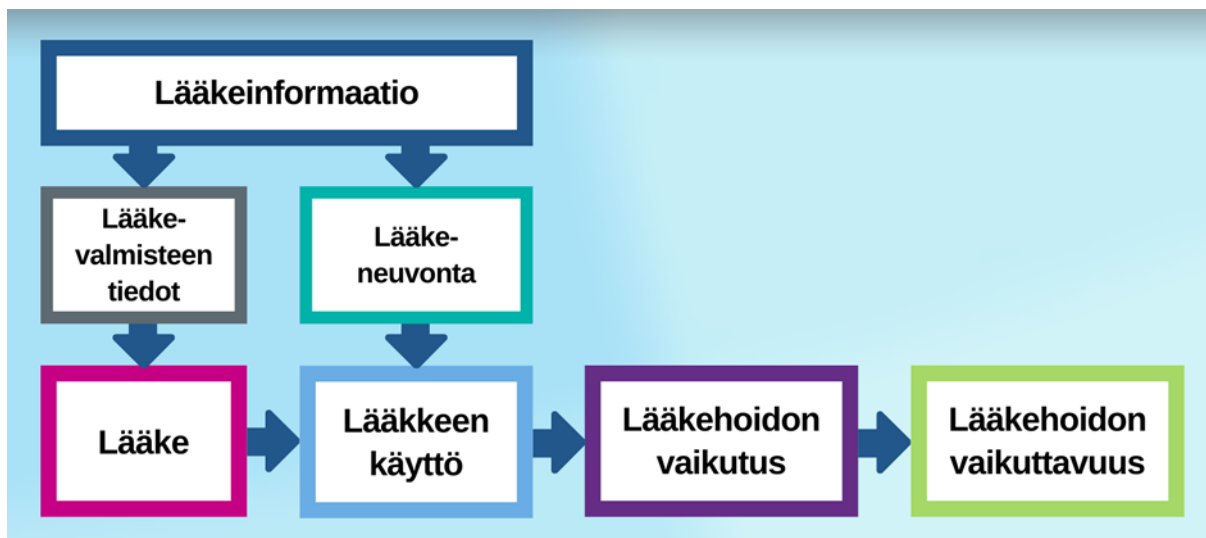 Lääkeinformaatio
Lääke-
valmisteen
tiedot
Lääke-
neuvonta
Lääke
Lääkkeen
käyttö
Lääkehoidon
vaikutus
Lääkehoidon
vaikuttavuus